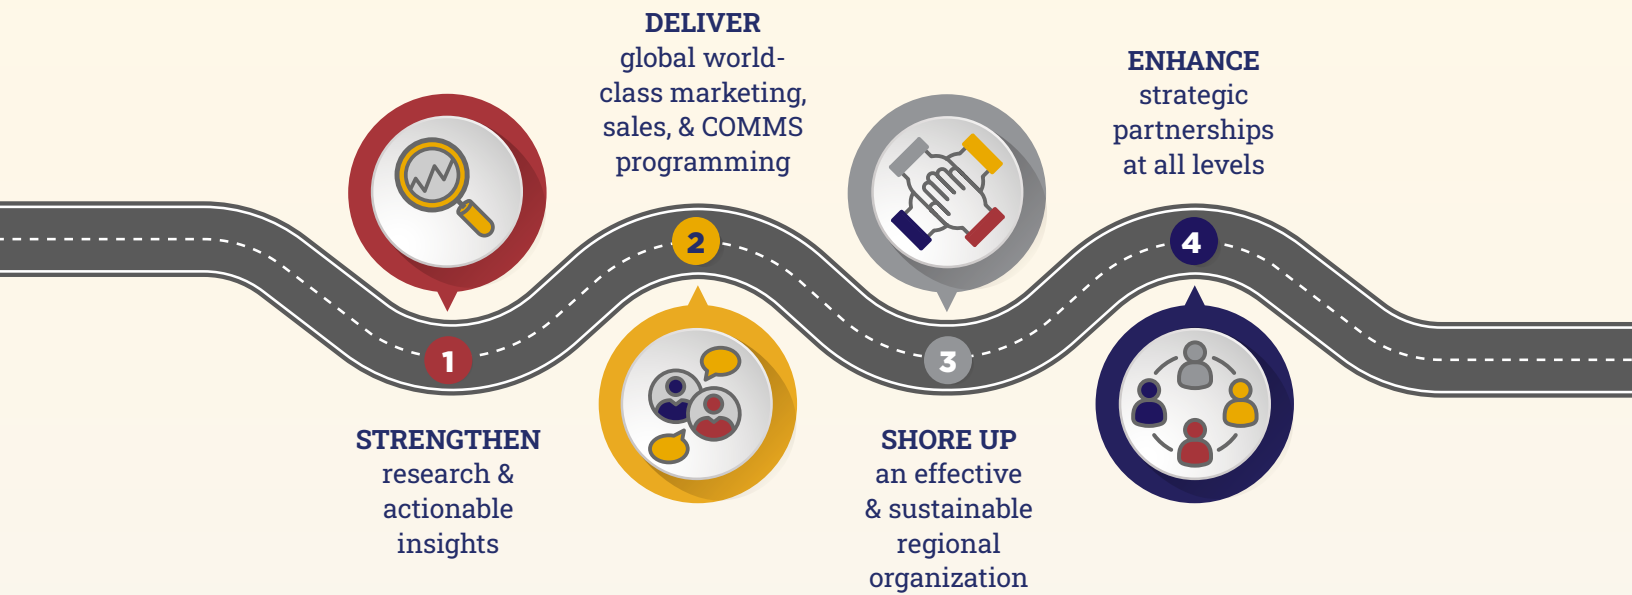 1
STRENGTHEN
research &
actionable
insights
DELIVER
global world-
class marketing,
sales, & COMMS
programming
2
3
SHORE UP
an effective
& sustainable
regional
organization
ENHANCE
strategic
partnerships
at all levels
4